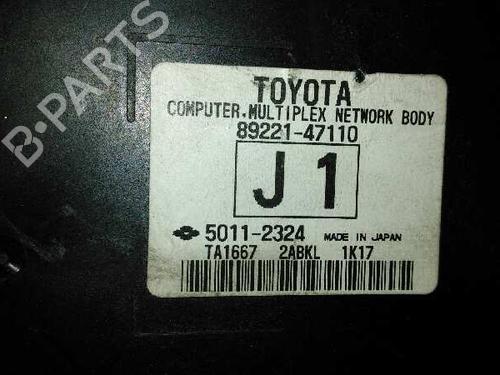 B-PARTS
TOYOTA
COMPUTER.MULTIPLEX NETWORK BODY
89221-47110
J 1
5011-2324 MADE IN JAPAN
TA1667 2ABKL 1K17